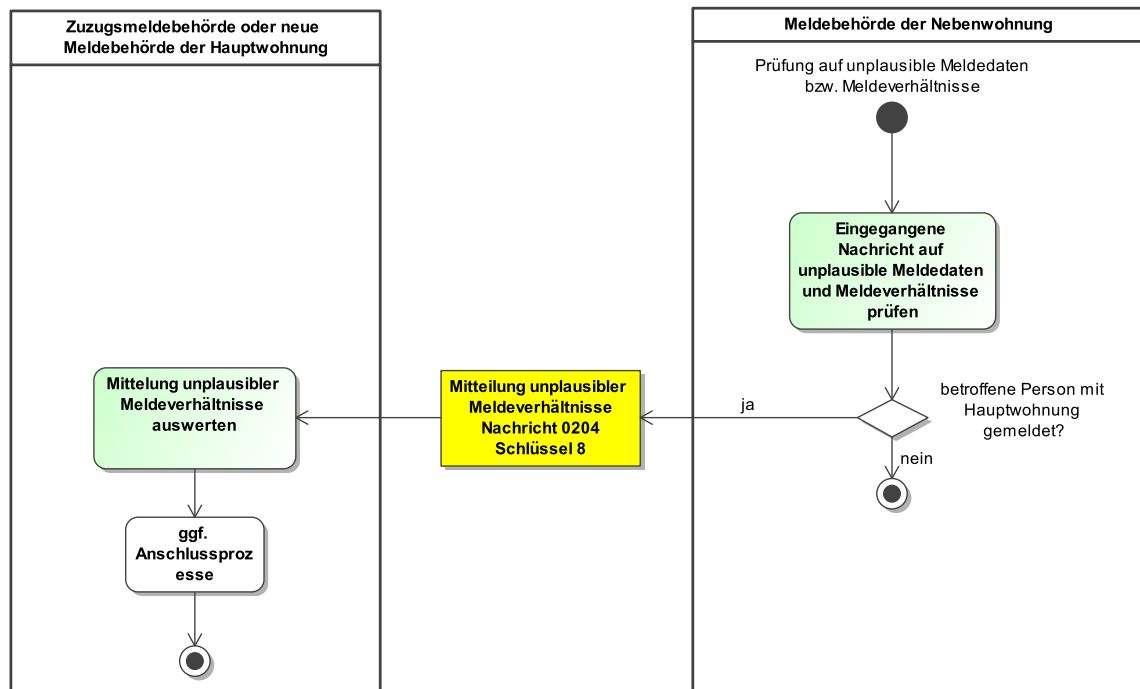 Zuzugsmeldebehörde oder neue
Meldebehörde der Hauptwohnung
Meldebehörde der Nebenwohnung
Prüfung auf unplausible Meldedaten
bzw. Meldeverhältnisse
Eingegangene
Nachricht auf
unplausible Meldedaten
und Meldeverhältnisse
prüfen
betroffene Person mit
Hauptwohnung
gemeldet?
ja
nein
Mitteilung unplausibler
Meldeverhältnisse
Nachricht 0204
Schlüssel 8
Mittelung unplausibler
Meldeverhältnisse
auswerten
ggf.
Anschlussproz
esse